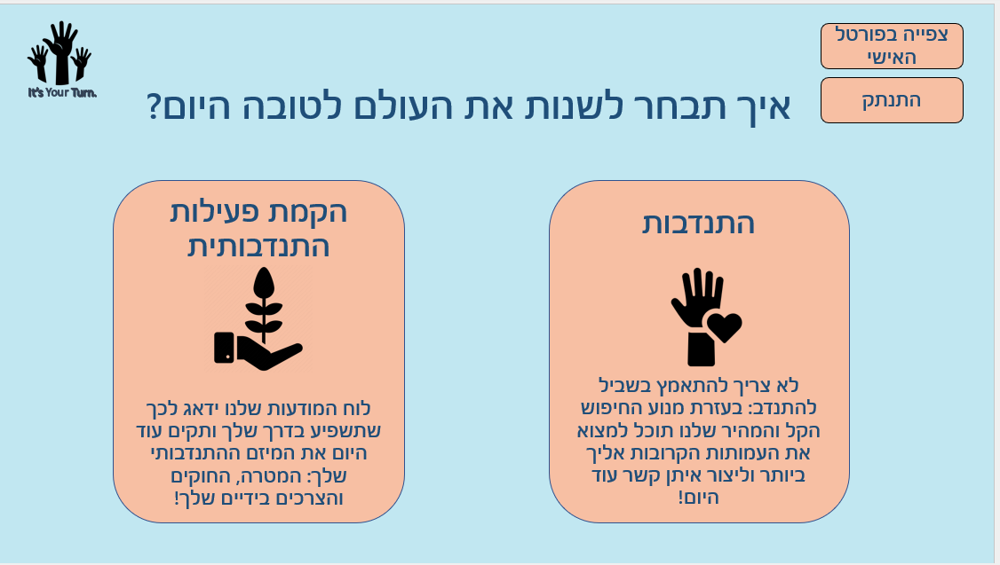 צפייה בפורטל
האישי
התנתק
It's Your Turn.
איך תבחר לשנות את העולם לטובה היום?
התנדבות
לא צריך להתאמץ בשביל
להתנדב: בעזרת מנוע החיפוש
הקל והמהיר שלנו תוכל למצוא
את העמותות הקרובות אליך
ביותר וליצור איתן קשר עוד
היום!
הקמת פעילות
התנדבותית
לוח המודעות שלנו ידאג לכך
שתשפיע בדרך שלך ותקים עוד
היום את המיזם ההתנדבותי
שלך: המטרה, החוקים
והצרכים בידיים שלך!